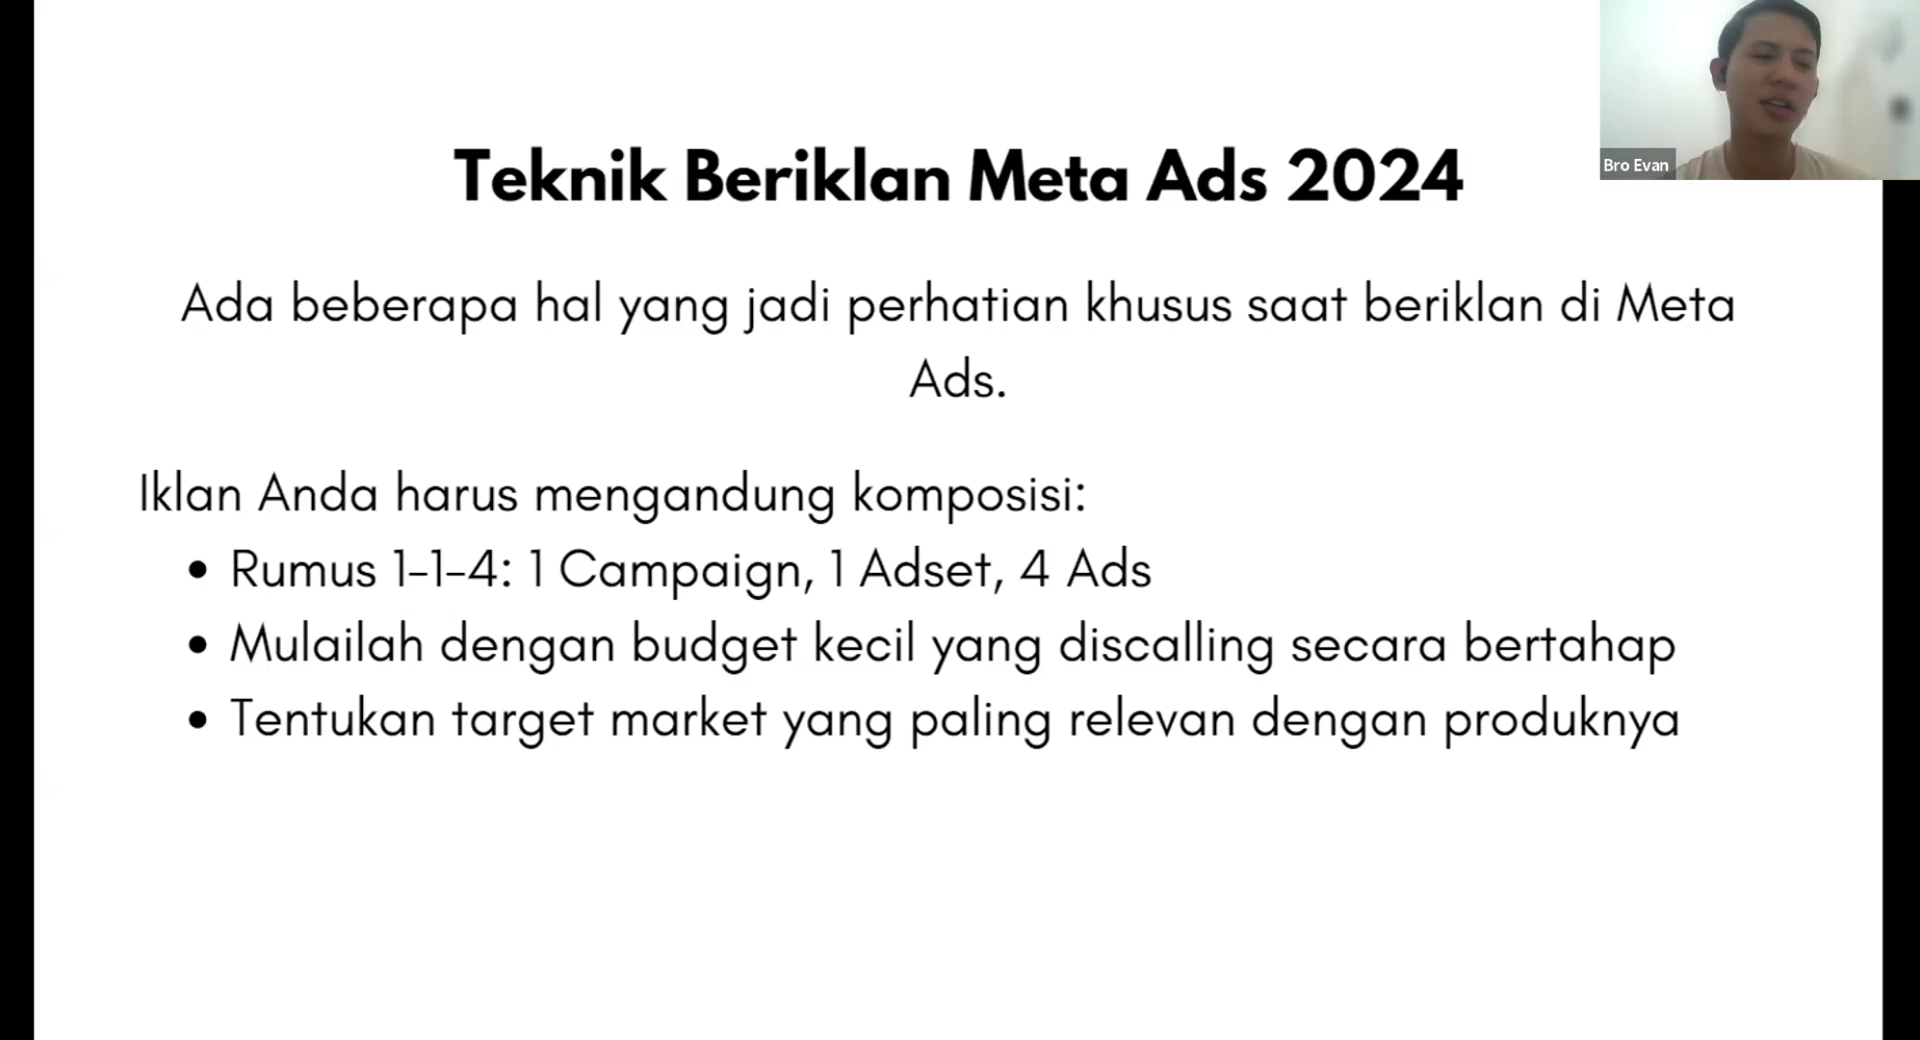 Teknik Beriklan Meta Ads 2024
Bro Evan
Ada beberapa hal yang jadi perhatian khusus saat beriklan di Meta
Ads.
Iklan Anda harus mengandung komposisi:
• Rumus 1-1-4: 1 Campaign, 1 Adset, 4 Ads
• Mulailah dengan budget kecil yang discalling secara bertahap
• Tentukan target market yang paling relevan dengan produknya